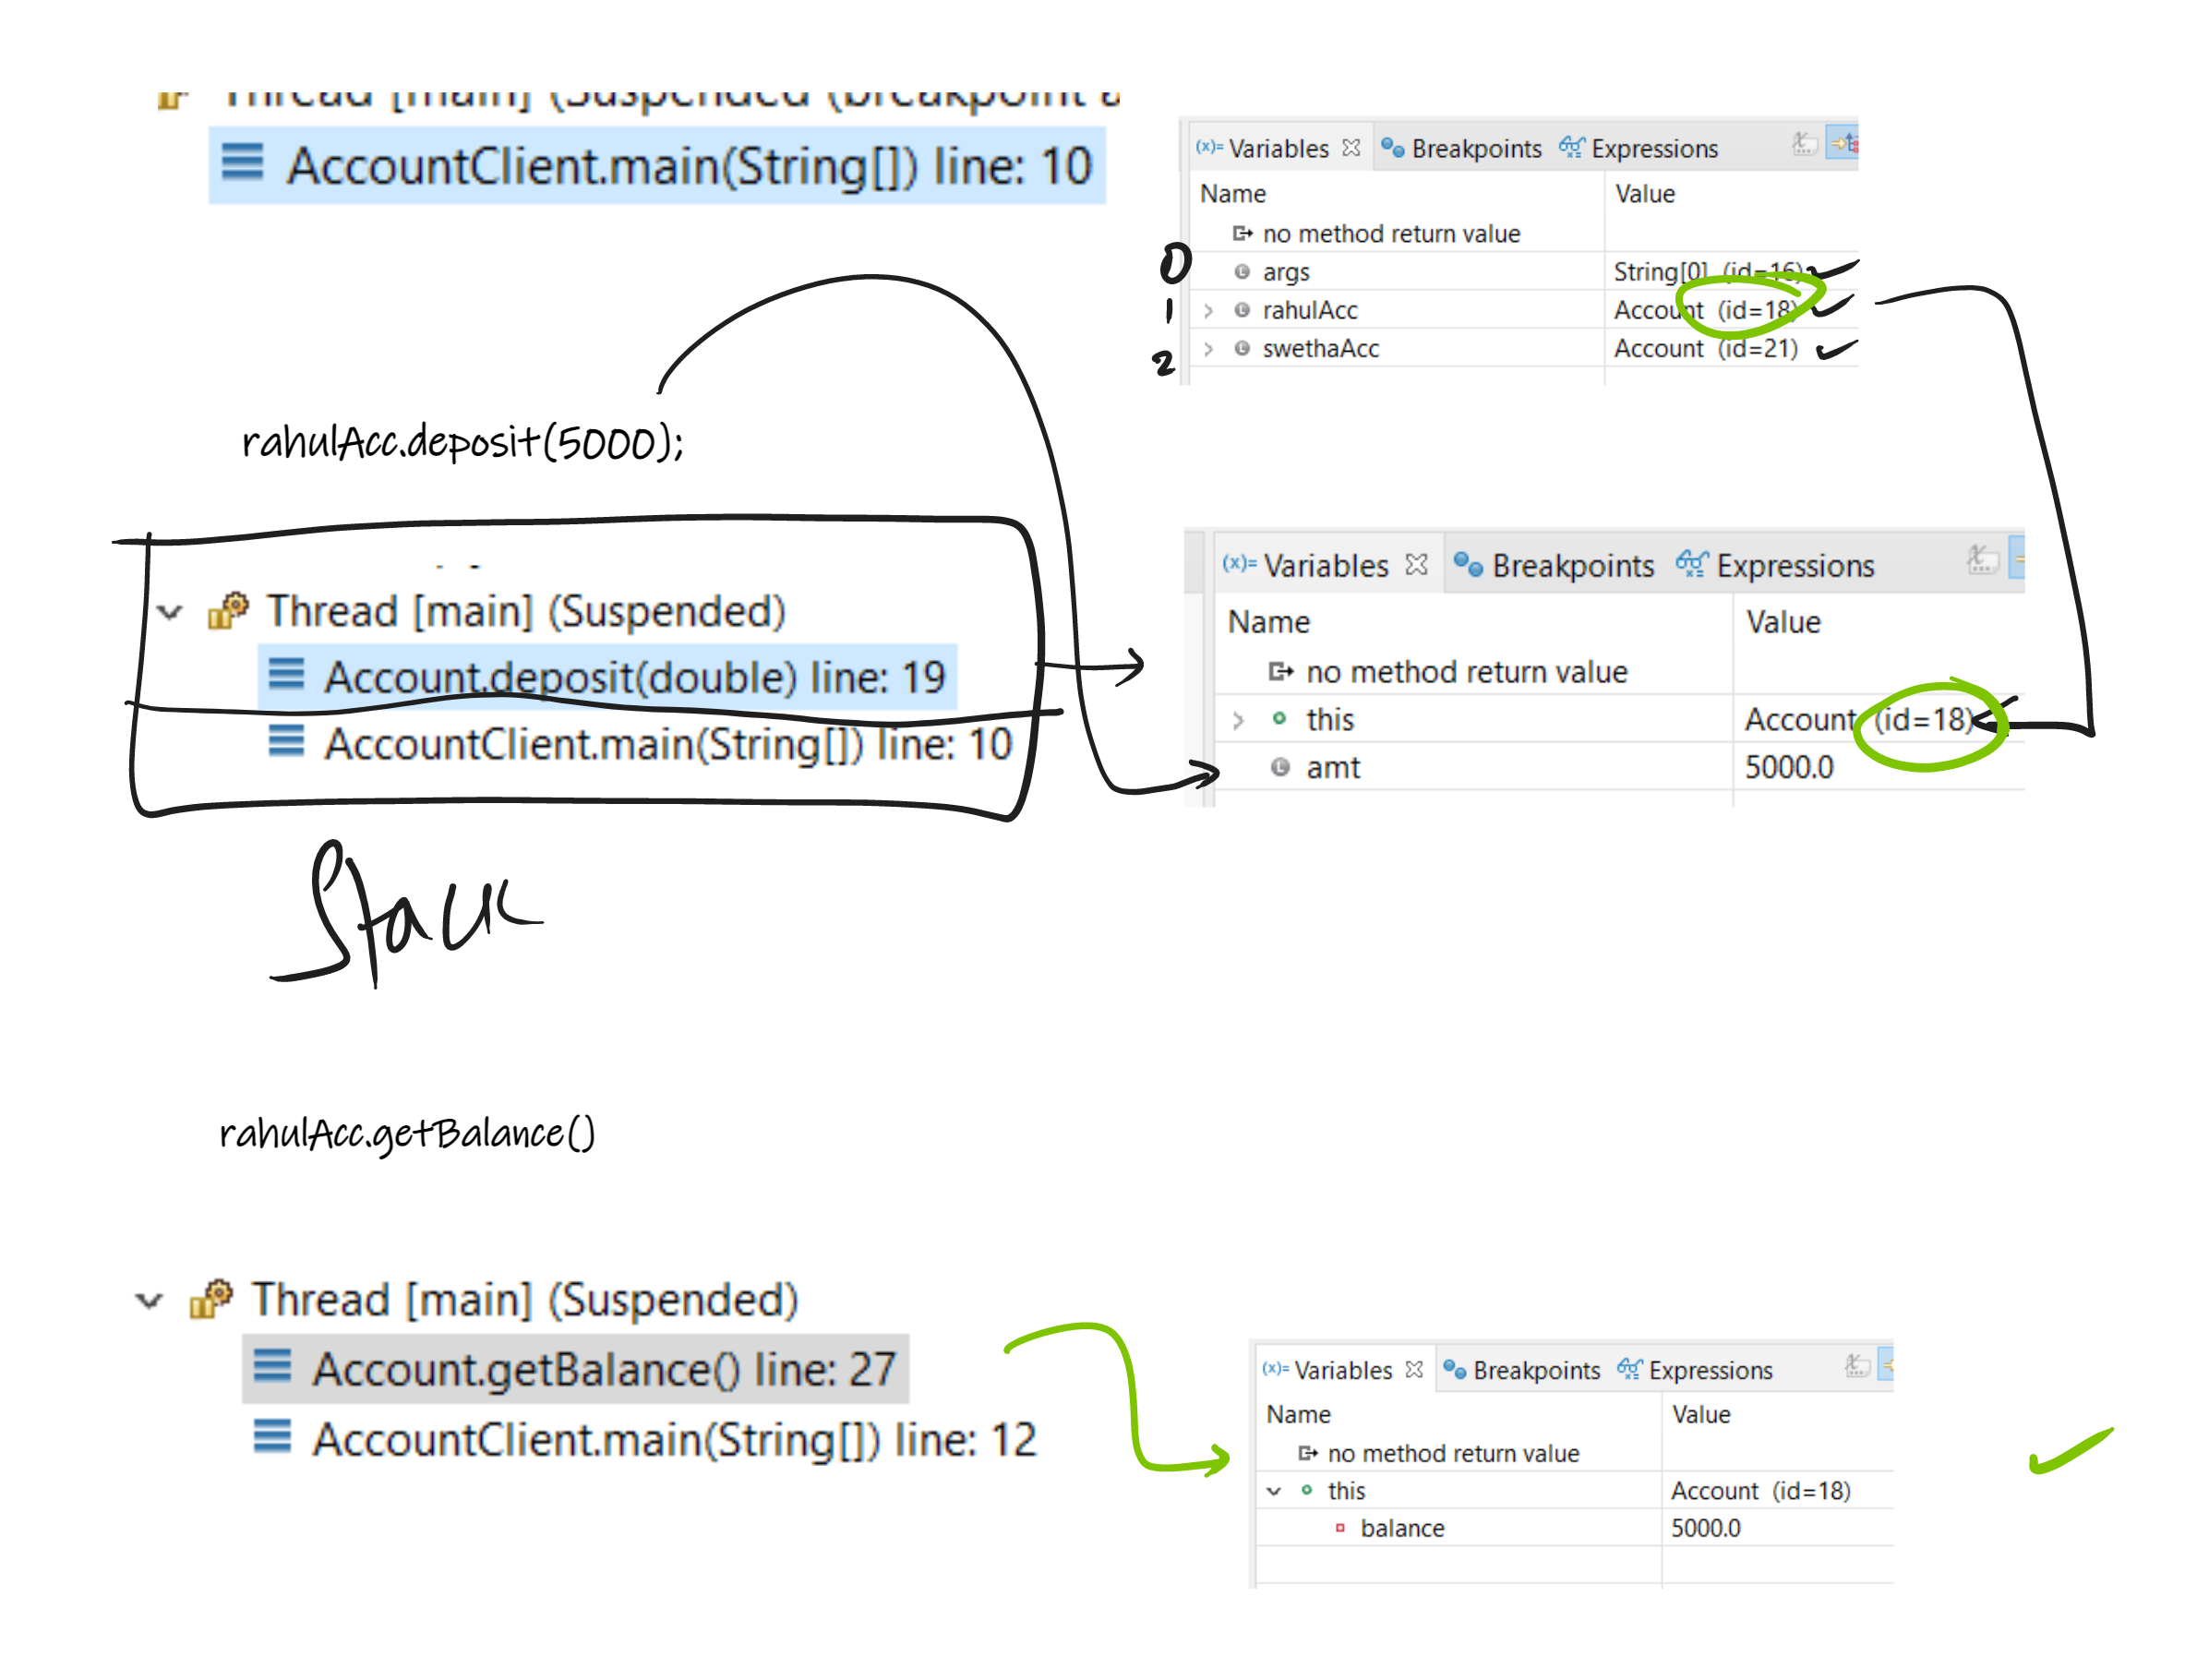 Thread [main] (Suspended (breakpoint a
AccountClient.main(String[]) line: 10
(x)= Variables Breakpoints Expressions
Name Value
no method return value
0 args String[0] (id=16)
1 rahulAcc Account (id=18)
2 swethaAcc Account (id=21)
rahulAcc.deposit(5000);
Thread [main] (Suspended)
Account.deposit(double) line: 19
AccountClient.main(String[]) line: 10
(x)= Variables Breakpoints Expressions
Name Value
no method return value
this Account (id=18)
amt 5000.0
Stack
rahulAcc.getBalance()
Thread [main] (Suspended)
Account.getBalance() line: 27
AccountClient.main(String[]) line: 12
(x)= Variables Breakpoints Expressions
Name Value
no method return value
this Account (id=18)
balance 5000.0